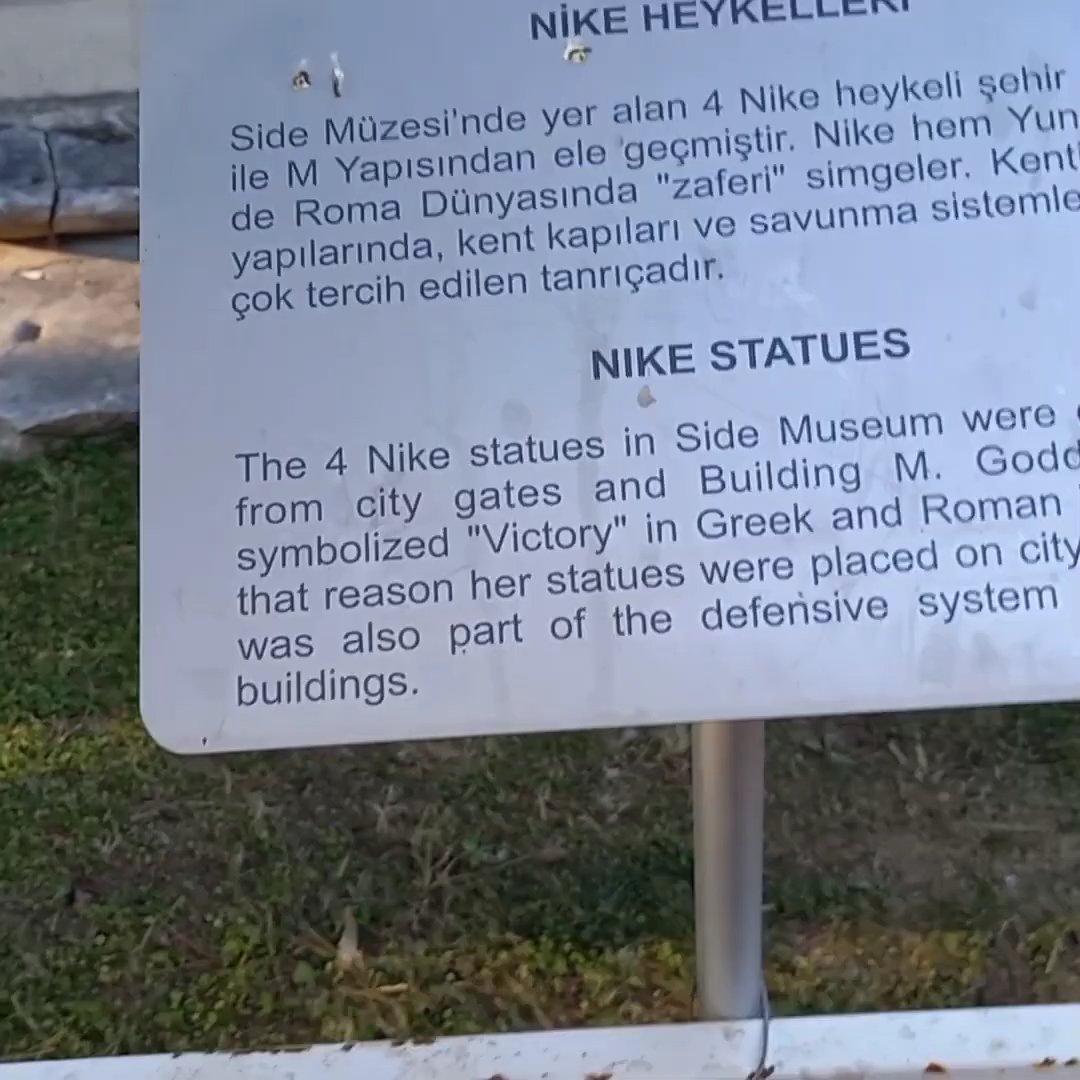 NİKE HEYKELLERİ
Side Müzesi'nde yer alan 4 Nike heykeli şehir
ile M Yapısından ele geçmiştir. Nike hem
de Roma Dünyasında "zaferi" simgeler.
yapılarında, kent kapıları ve savunma
çok tercih edilen tanrıçadır.
NIKE STATUES
The 4 Nike statues in Side Museum were
from city gates and Building M.
symbolized "Victory" in Greek and Roman
that reason her statues were placed on city
was also part of the defensive system
buildings.